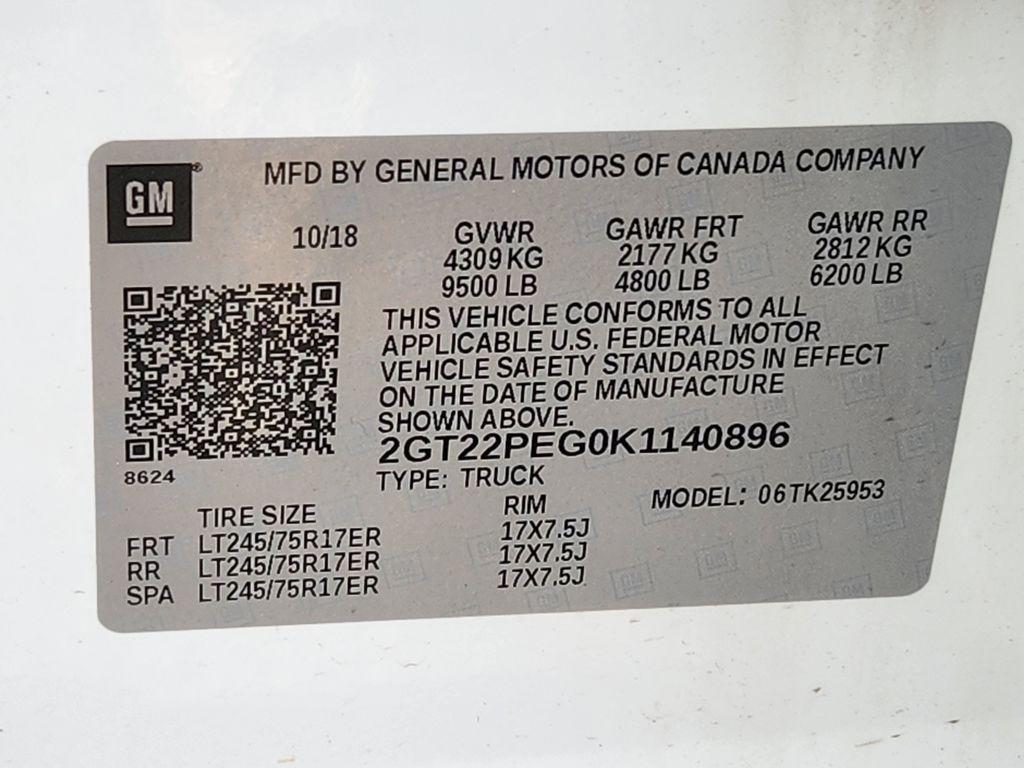 GM® MFD BY GENERAL MOTORS OF CANADA COMPANY
10/18 GVWR GAWR FRT GAWR RR
4309 KG 2177 KG 2812 KG
9500 LB 4800 LB 6200 LB
THIS VEHICLE CONFORMS TO ALL
APPLICABLE U.S. FEDERAL MOTOR
VEHICLE SAFETY STANDARDS IN EFFECT
ON THE DATE OF MANUFACTURE
SHOWN ABOVE.
2GT22PEG0K1140896
8624 TYPE: TRUCK
MODEL: 06TK25953
TIRE SIZE RIM
FRT LT245/75R17ER 17X7.5J
RR LT245/75R17ER 17X7.5J
SPA LT245/75R17ER 17X7.5J